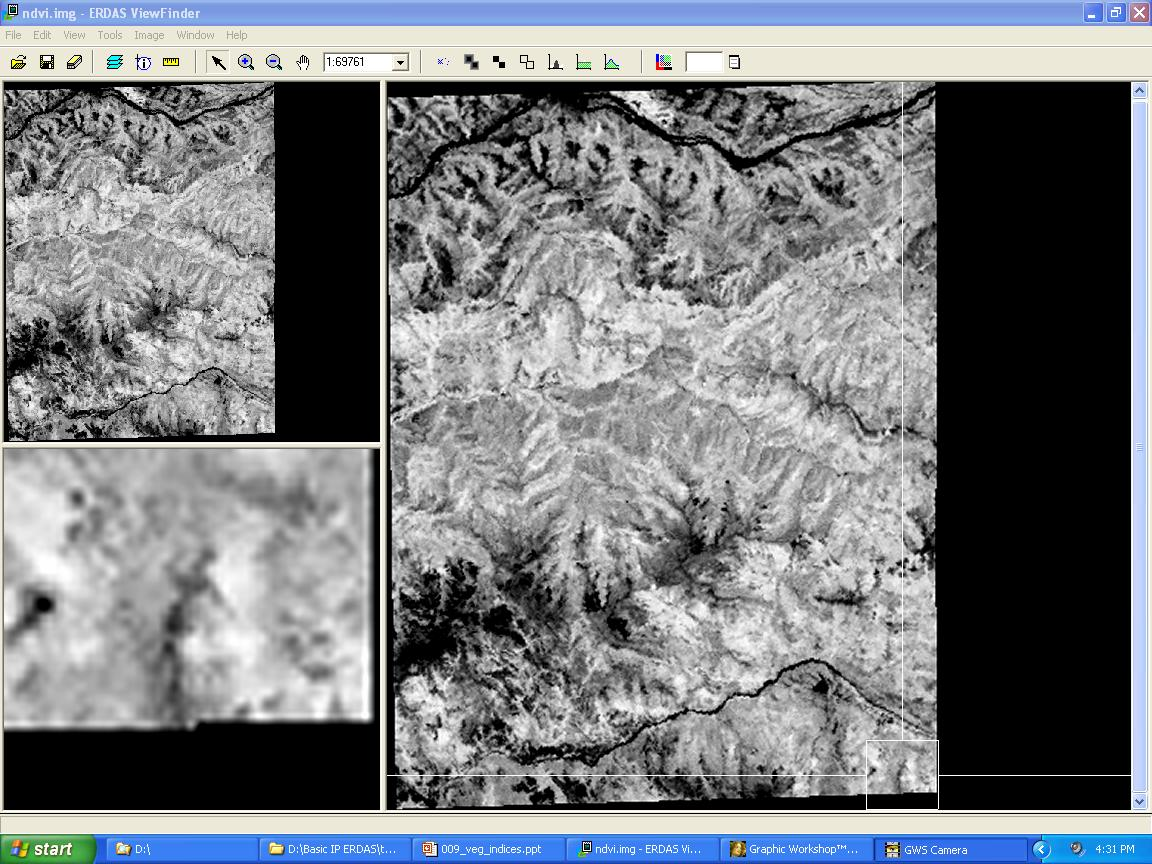 ndvi.img - ERDAS ViewFinder
File Edit View Tools Image Window Help
1:69761
start D:\ D:\Basic IP ERDAS\t... 009_veg_indices.ppt ndvi.img - ERDAS Vi... Graphic Workshop™... GWS Camera 4:31 PM